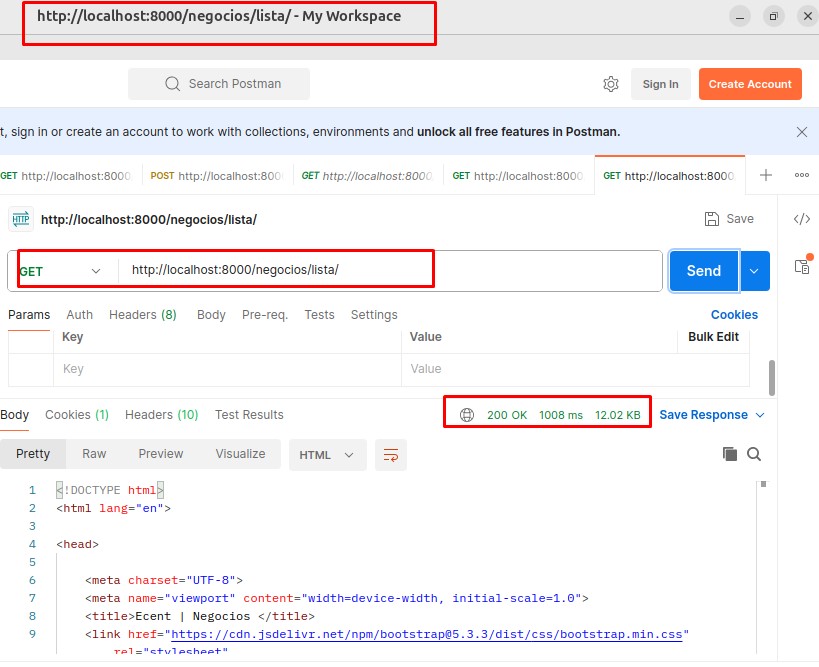 http://localhost:8000/negocios/lista/ - My Workspace
Search Postman
Sign In
Create Account
t, sign in or create an account to work with collections, environments and unlock all free features in Postman.
GET http://localhost:8000
POST http://localhost:800
GET http://localhost:8000
GET http://localhost:8000
GET http://localhost:8000
HTTP http://localhost:8000/negocios/lista/
Save
</>
GET http://localhost:8000/negocios/lista/
Send
Params Auth Headers (8) Body Pre-req. Tests Settings Cookies
Key Value Bulk Edit
Key Value
Body Cookies (1) Headers (10) Test Results 200 OK 1008 ms 12.02 KB Save Response
Pretty Raw Preview Visualize HTML
1 <!DOCTYPE html>
2 <html lang="en">
3
4 <head>
5
6 <meta charset="UTF-8">
7 <meta name="viewport" content="width=device-width, initial-scale=1.0">
8 <title>Ecent | Negocios </title>
9 <link href="https://cdn.jsdelivr.net/npm/bootstrap@5.3.3/dist/css/bootstrap.min.css"
rel="stylesheet"